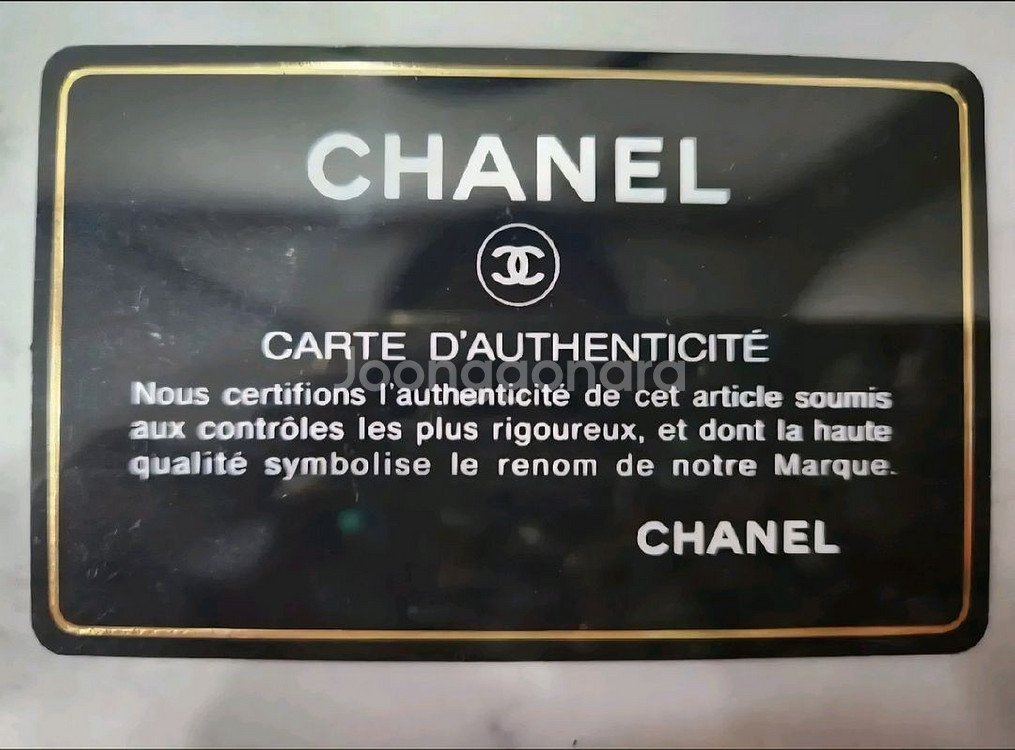 CHANEL
CARTE D'AUTHENTICITÉ
Joonggonara
Nous certifions l'authenticité de cet article soumis
aux contrôles les plus rigoureux, et dont la haute
qualité symbolise le renom de notre Marque.
CHANEL